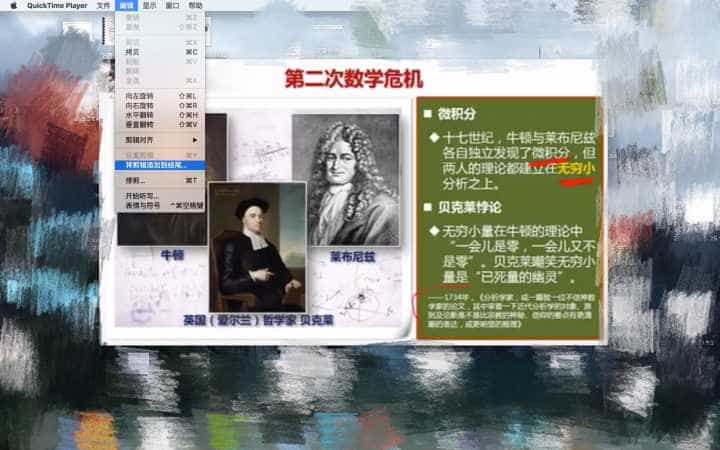 QuickTime Player 文件 编辑 显示 窗口 帮助
撤销 ⌘Z
重做 ⇧⌘Z
剪切 ⌘X
拷贝 ⌘C
粘贴 ⌘V
删除
全选 ⌘A
向左旋转 ⇧⌘L
向右旋转 ⇧⌘R
水平翻转 ⇧⌘H
垂直翻转 ⇧⌘V
剪辑对齐
将剪辑添加到结尾...
修剪... ⌘T
开始听写...
表情与符号 ^⌘空格键
第二次数学危机
牛顿
莱布尼兹
英国（爱尔兰）哲学家 贝克莱
■ 微积分
◆ 十七世纪，牛顿与莱布尼兹
各自独立发现了微积分，但
两人的理论都建立在无穷小
分析之上。
■ 贝克莱悖论
◆ 无穷小量在牛顿的理论中
“一会儿是零，一会儿又不
是零”。贝克莱嘲笑无穷小
量是“已死量的幽灵”。
——1734年，《分析学家，或一篇致一位不信神数
学家的论文，其中审查一下近代分析学的对象、原
则及论断是不是比宗教的神秘、信仰的要点有更清
晰的表达，或更明显的推理》